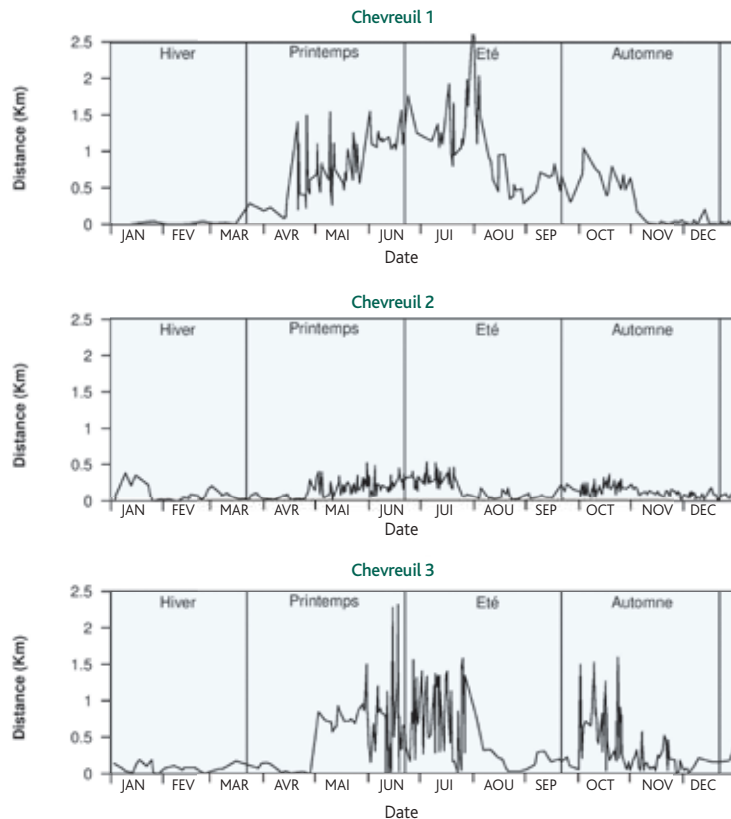 Chevreuil 1
Distance (Km)
2.5
2
1.5
1
0.5
0
Hiver Printemps Eté Automne
JAN FEV MAR AVR MAI JUN JUI AOU SEP OCT NOV DEC
Date
Chevreuil 2
Distance (Km)
2.5
2
1.5
1
0.5
0
Hiver Printemps Eté Automne
JAN FEV MAR AVR MAI JUN JUI AOU SEP OCT NOV DEC
Date
Chevreuil 3
Distance (Km)
2.5
2
1.5
1
0.5
0
Hiver Printemps Eté Automne
JAN FEV MAR AVR MAI JUN JUI AOU SEP OCT NOV DEC
Date